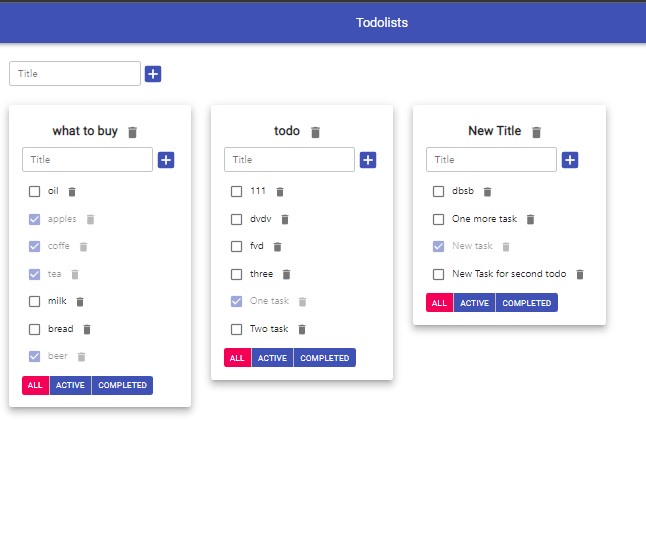 Todolists
Title
what to buy
Title
oil
apples
coffe
tea
milk
bread
beer
ALL ACTIVE COMPLETED
todo
Title
111
dvdv
fvd
three
One task
Two task
ALL ACTIVE COMPLETED
New Title
Title
dbsb
One more task
New task
New Task for second todo
ALL ACTIVE COMPLETED